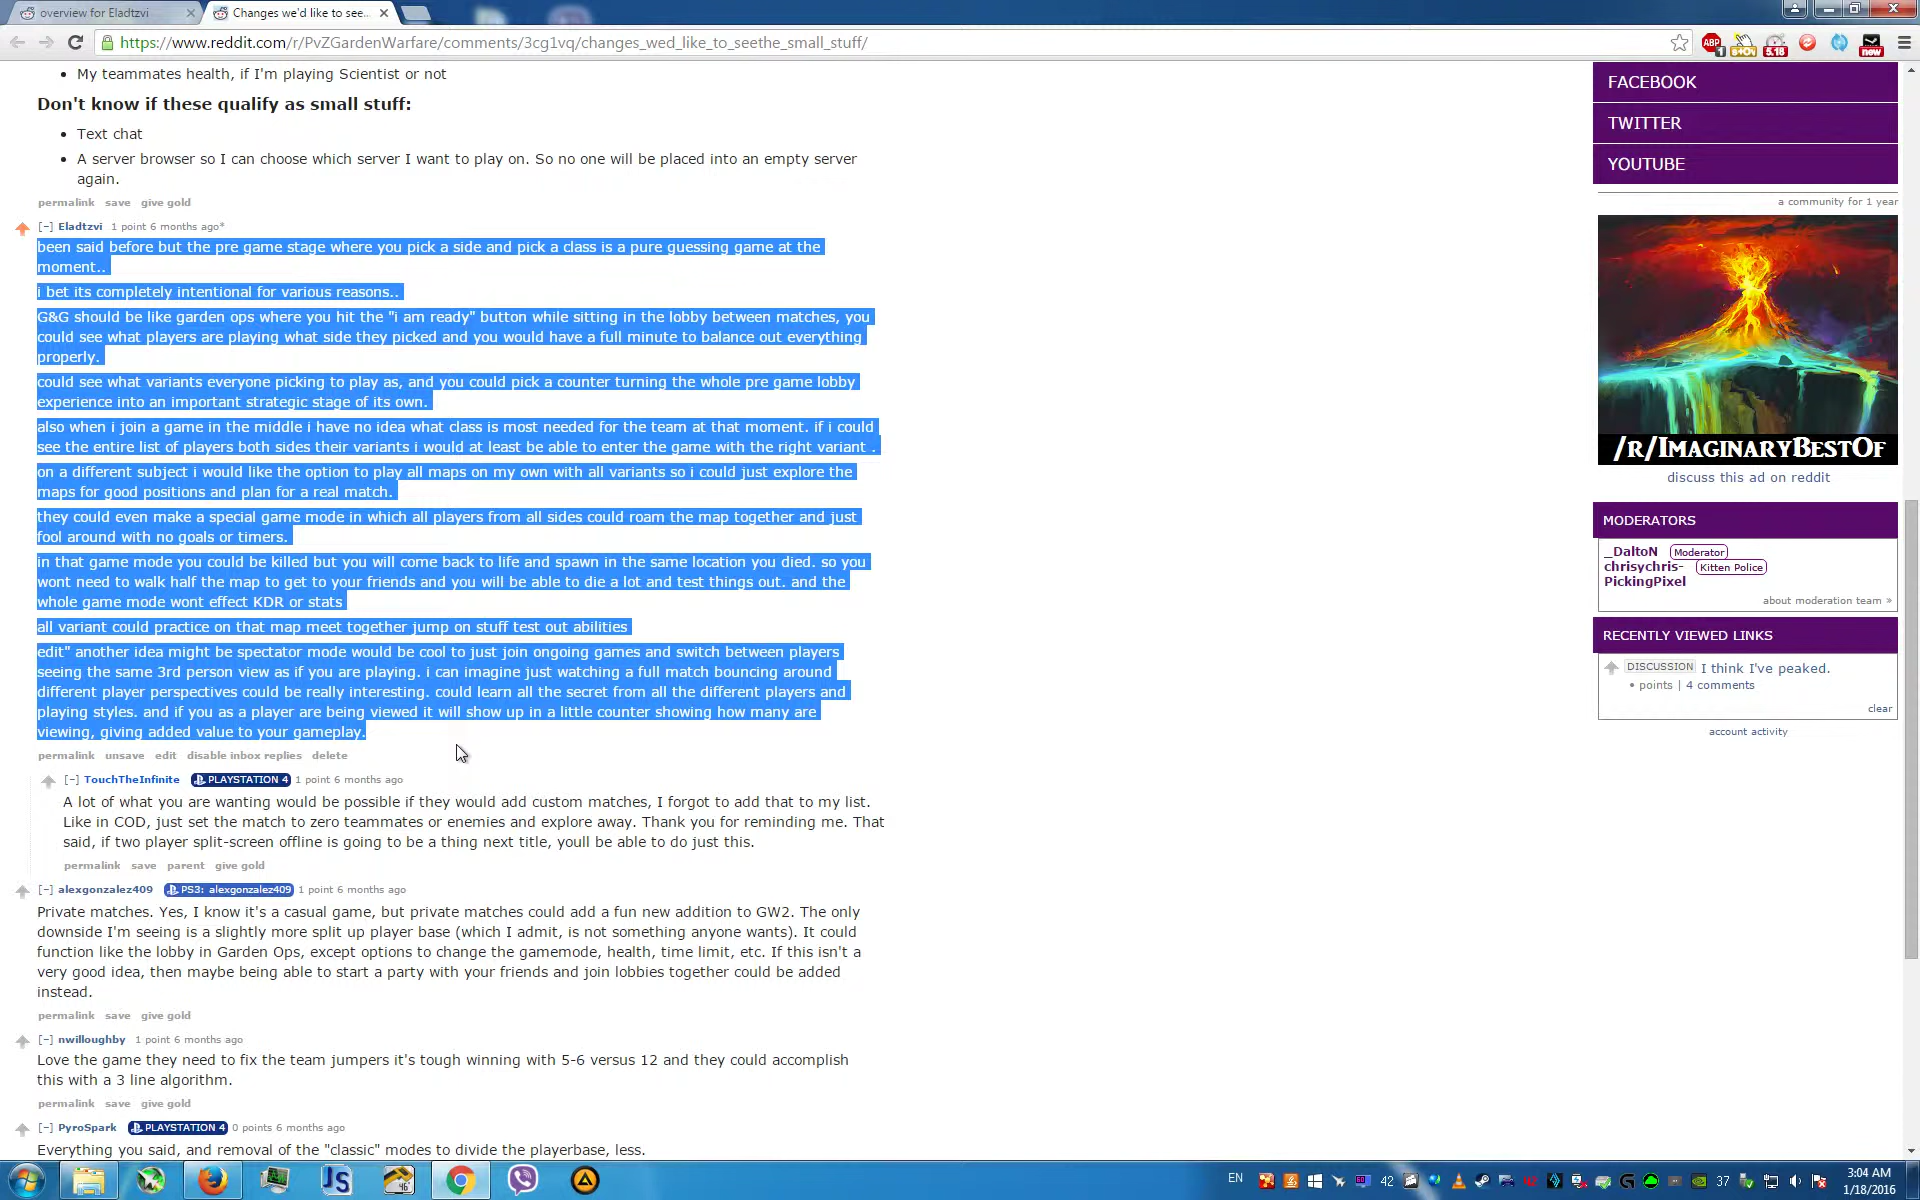 overview for Eladtzvi
Changes we'd like to see..
https://www.reddit.com/r/PvZGardenWarfare/comments/3cg1vq/changes_wed_like_to_seethe_small_stuff/
ABP
1
5.18
new
My teammates health, if I'm playing Scientist or not
Don't know if these qualify as small stuff:
Text chat
A server browser so I can choose which server I want to play on. So no one will be placed into an empty server
again.
permalink save give gold
[–] Eladtzvi 1 point 6 months ago*
been said before but the pre game stage where you pick a side and pick a class is a pure guessing game at the
moment..
i bet its completely intentional for various reasons..
G&G should be like garden ops where you hit the "i am ready" button while sitting in the lobby between matches, you
could see what players are playing what side they picked and you would have a full minute to balance out everything
properly.
could see what variants everyone picking to play as, and you could pick a counter turning the whole pre game lobby
experience into an important strategic stage of its own.
also when i join a game in the middle i have no idea what class is most needed for the team at that moment. if i could
see the entire list of players both sides their variants i would at least be able to enter the game with the right variant .
on a different subject i would like the option to play all maps on my own with all variants so i could just explore the
maps for good positions and plan for a real match.
they could even make a special game mode in which all players from all sides could roam the map together and just
fool around with no goals or timers.
in that game mode you could be killed but you will come back to life and spawn in the same location you died. so you
wont need to walk half the map to get to your friends and you will be able to die a lot and test things out. and the
whole game mode wont effect KDR or stats
all variant could practice on that map meet together jump on stuff test out abilities
edit" another idea might be spectator mode would be cool to just join ongoing games and switch between players
seeing the same 3rd person view as if you are playing. i can imagine just watching a full match bouncing around
different player perspectives could be really interesting. could learn all the secret from all the different players and
playing styles. and if you as a player are being viewed it will show up in a little counter showing how many are
viewing, giving added value to your gameplay.
permalink unsave edit disable inbox replies delete
[–] TouchTheInfinite PLAYSTATION 4 1 point 6 months ago
A lot of what you are wanting would be possible if they would add custom matches, I forgot to add that to my list.
Like in COD, just set the match to zero teammates or enemies and explore away. Thank you for reminding me. That
said, if two player split-screen offline is going to be a thing next title, youll be able to do just this.
permalink save parent give gold
[–] alexgonzalez409 PS3: alexgonzalez409 1 point 6 months ago
Private matches. Yes, I know it's a casual game, but private matches could add a fun new addition to GW2. The only
downside I'm seeing is a slightly more split up player base (which I admit, is not something anyone wants). It could
function like the lobby in Garden Ops, except options to change the gamemode, health, time limit, etc. If this isn't a
very good idea, then maybe being able to start a party with your friends and join lobbies together could be added
instead.
permalink save give gold
[–] nwilloughby 1 point 6 months ago
Love the game they need to fix the team jumpers it's tough winning with 5-6 versus 12 and they could accomplish
this with a 3 line algorithm.
permalink save give gold
[–] PyroSpark PLAYSTATION 4 0 points 6 months ago
Everything you said, and removal of the "classic" modes to divide the playerbase, less.
FACEBOOK
TWITTER
YOUTUBE
a community for 1 year
/R/IMAGINARYBESTOF
discuss this ad on reddit
MODERATORS
_DaltoN Moderator
chrisychris- Kitten Police
PickingPixel
about moderation team »
RECENTLY VIEWED LINKS
DISCUSSION I think I've peaked.
• points | 4 comments
clear
account activity
JS
EN
42
37
3:04 AM
1/18/2016